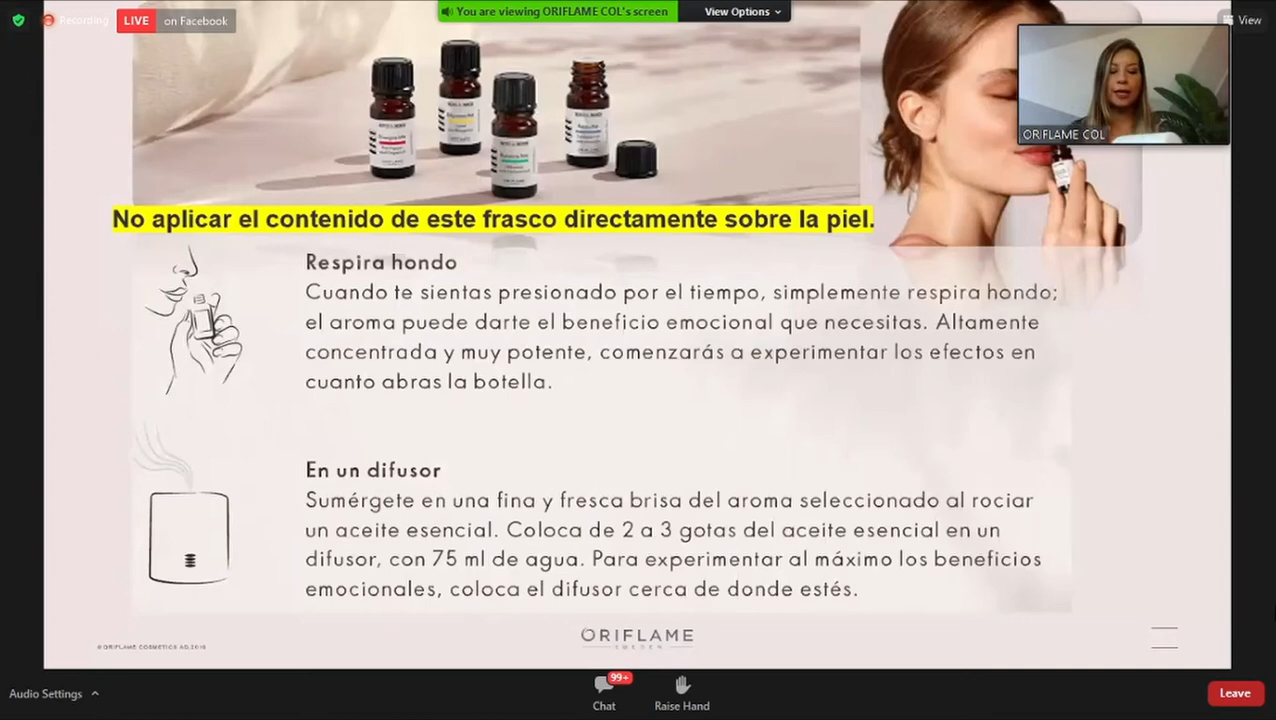 Recording
LIVE on Facebook
You are viewing ORIFLAME COL's screen
View Options
View
ORIFLAME COL
No aplicar el contenido de este frasco directamente sobre la piel.
Respira hondo
Cuando te sientas presionado por el tiempo, simplemente respira hondo;
el aroma puede darte el beneficio emocional que necesitas. Altamente
concentrada y muy potente, comenzarás a experimentar los efectos en
cuanto abras la botella.
En un difusor
Sumérgete en una fina y fresca brisa del aroma seleccionado al rociar
un aceite esencial. Coloca de 2 a 3 gotas del aceite esencial en un
difusor, con 75 ml de agua. Para experimentar al máximo los beneficios
emocionales, coloca el difusor cerca de donde estés.
ORIFLAME
SWEDEN
Audio Settings
99+
Chat
Raise Hand
Leave